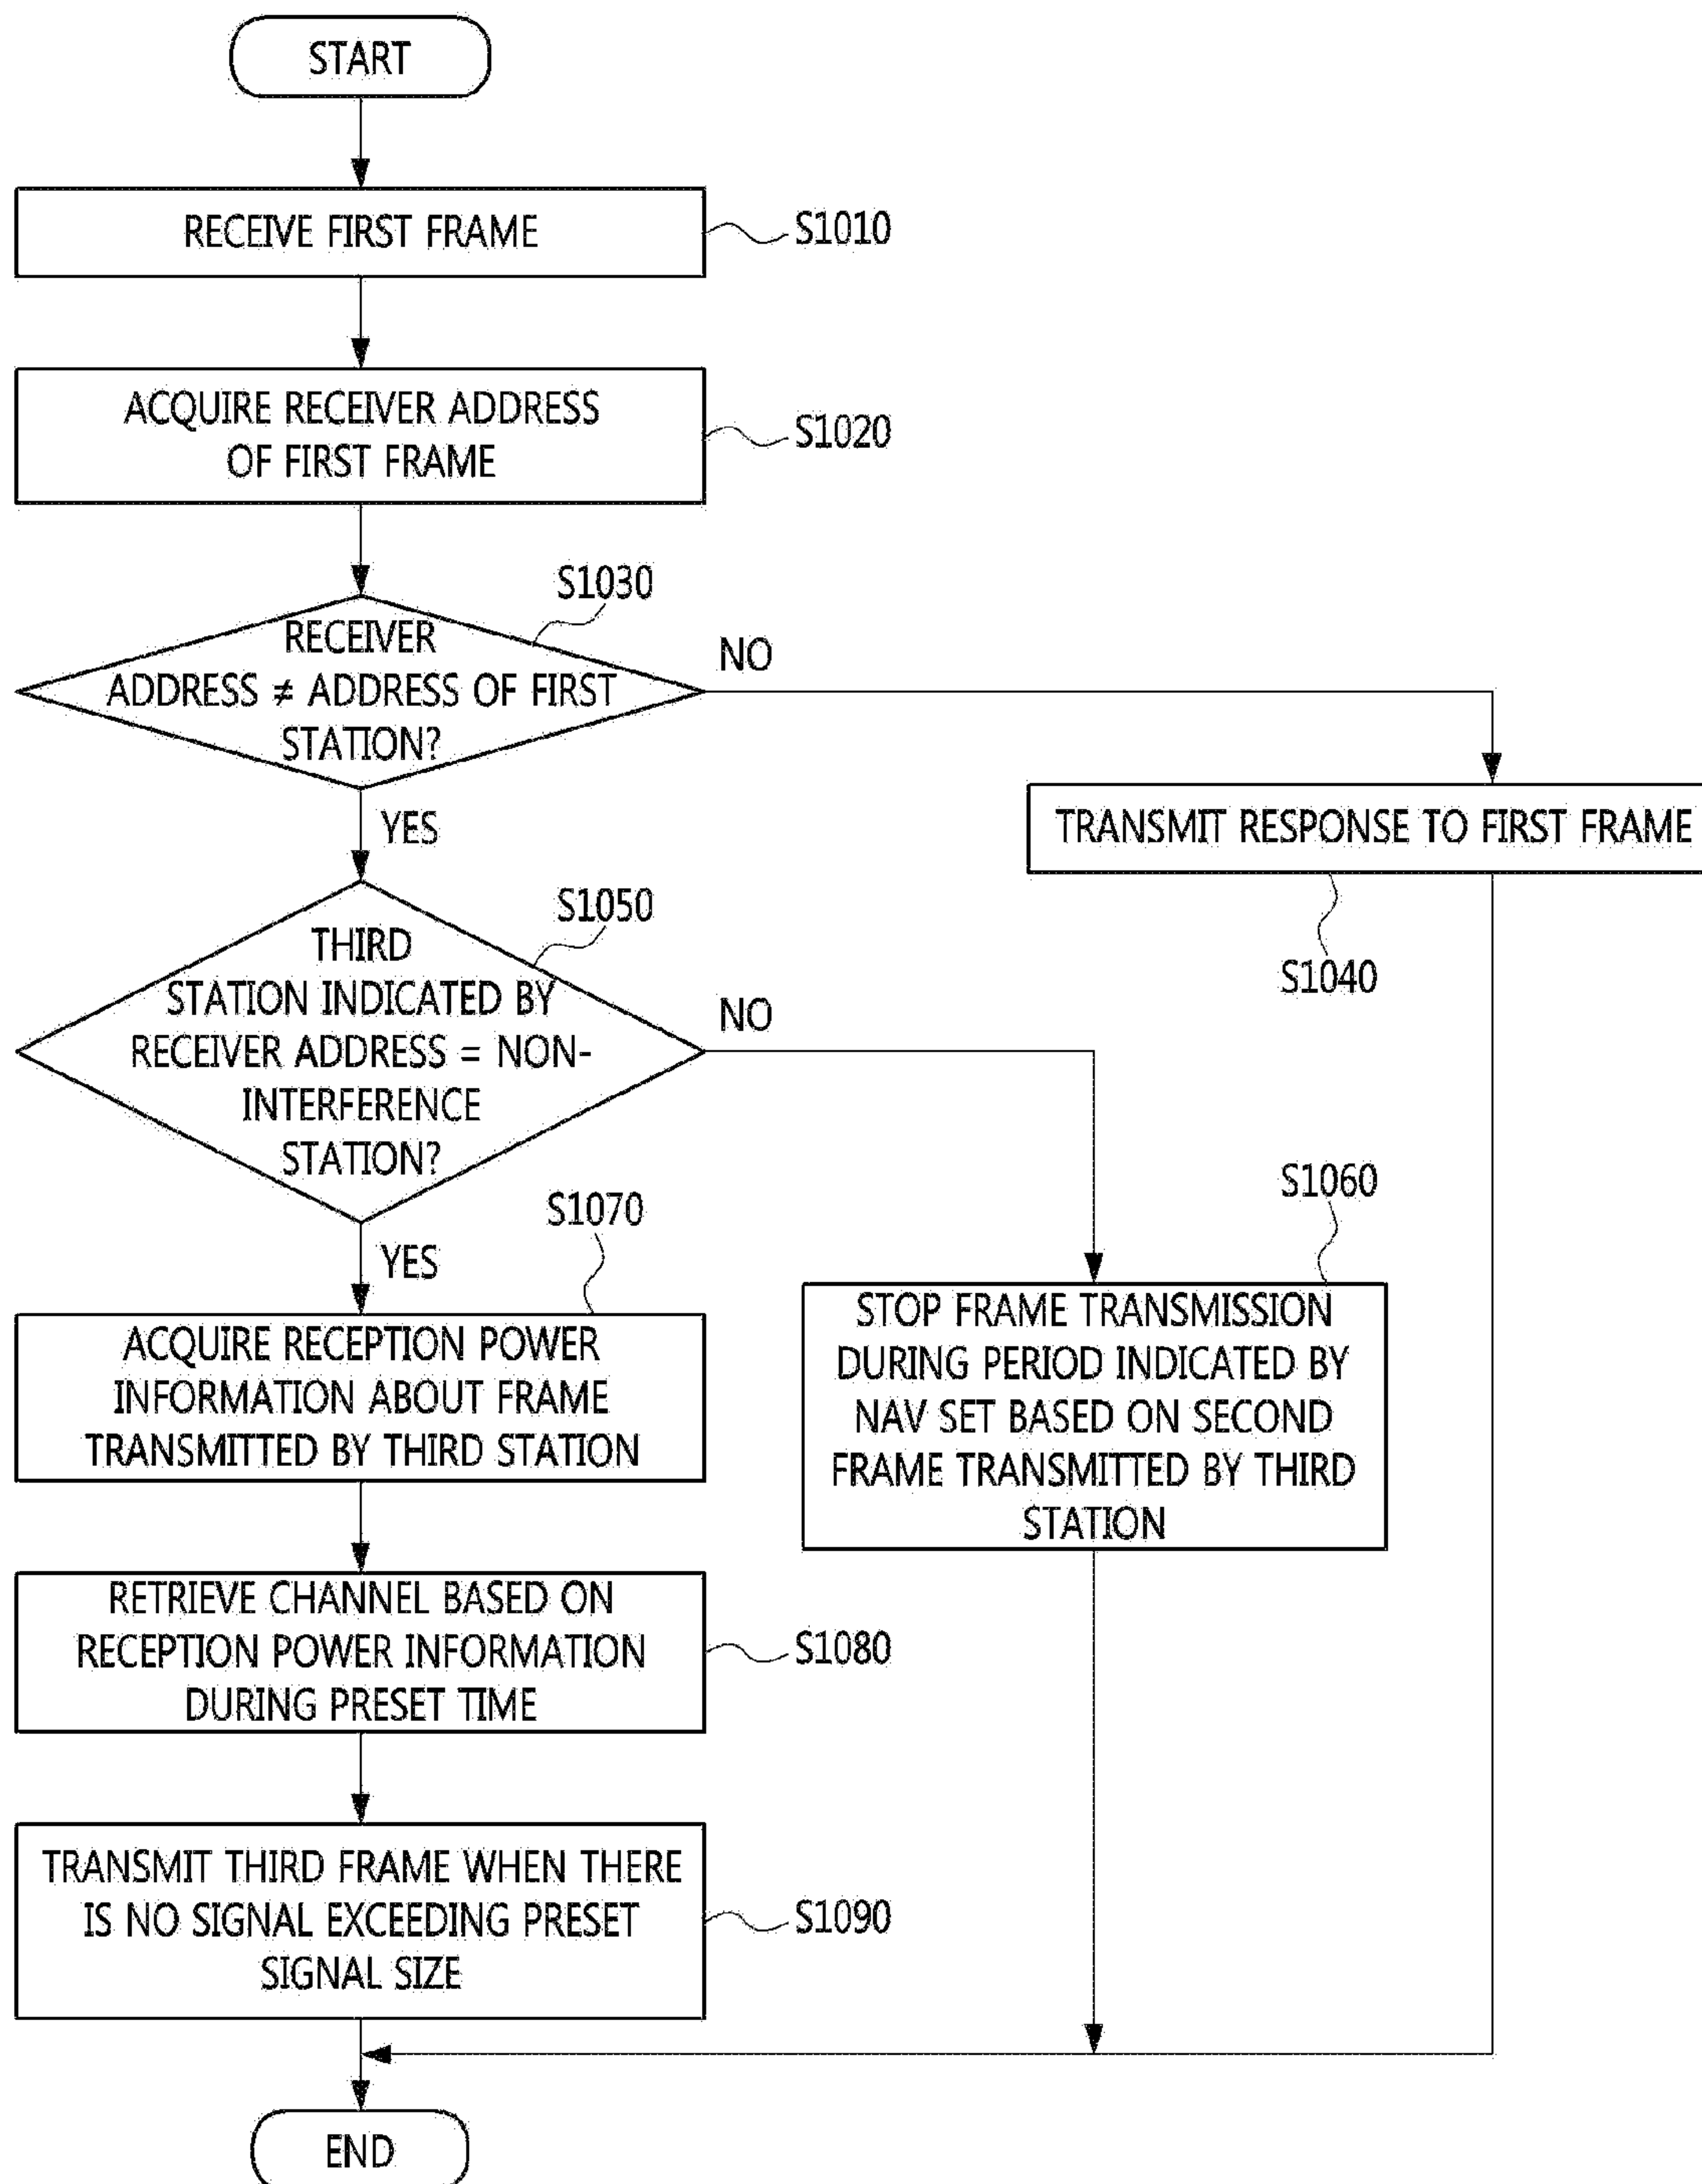 START
RECEIVE FIRST FRAME
S1010
ACQUIRE RECEIVER ADDRESS
OF FIRST FRAME
S1020
S1030
RECEIVER
ADDRESS ≠ ADDRESS OF FIRST
STATION?
NO
YES
TRANSMIT RESPONSE TO FIRST FRAME
S1040
S1050
THIRD
STATION INDICATED BY
RECEIVER ADDRESS = NON-
INTERFERENCE
STATION?
NO
YES
S1060
STOP FRAME TRANSMISSION
DURING PERIOD INDICATED BY
NAV SET BASED ON SECOND
FRAME TRANSMITTED BY THIRD
STATION
S1070
ACQUIRE RECEPTION POWER
INFORMATION ABOUT FRAME
TRANSMITTED BY THIRD STATION
RETRIEVE CHANNEL BASED ON
RECEPTION POWER INFORMATION
DURING PRESET TIME
S1080
TRANSMIT THIRD FRAME WHEN THERE
IS NO SIGNAL EXCEEDING PRESET
SIGNAL SIZE
S1090
END